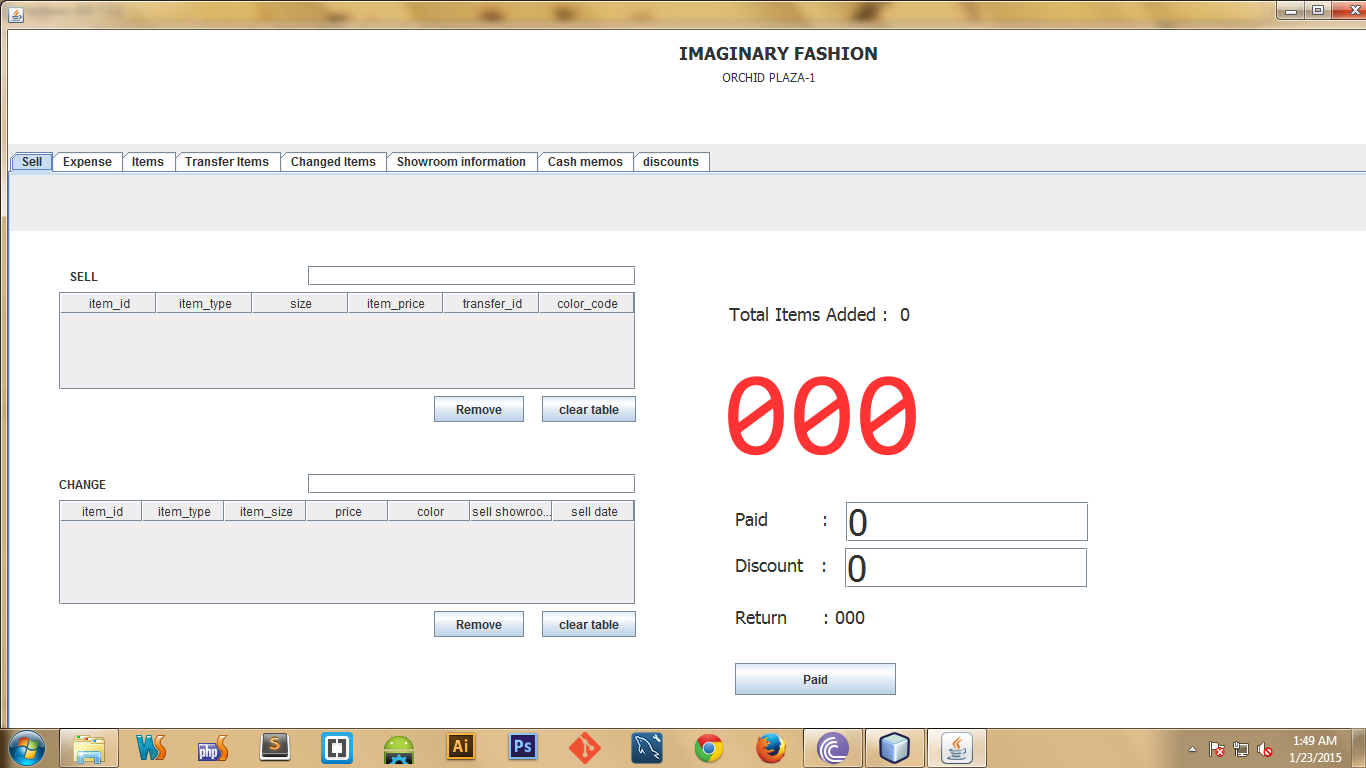 IMAGINARY FASHION
ORCHID PLAZA-1
Sell Expense Items Transfer Items Changed Items Showroom information Cash memos discounts
SELL
item_id item_type size item_price transfer_id color_code
Remove clear table
CHANGE
item_id item_type item_size price color sell showroo... sell date
Remove clear table
Total Items Added : 0
000
Paid : 0
Discount : 0
Return : 000
Paid
WS php S S Ai Ps
1:49 AM
1/23/2015